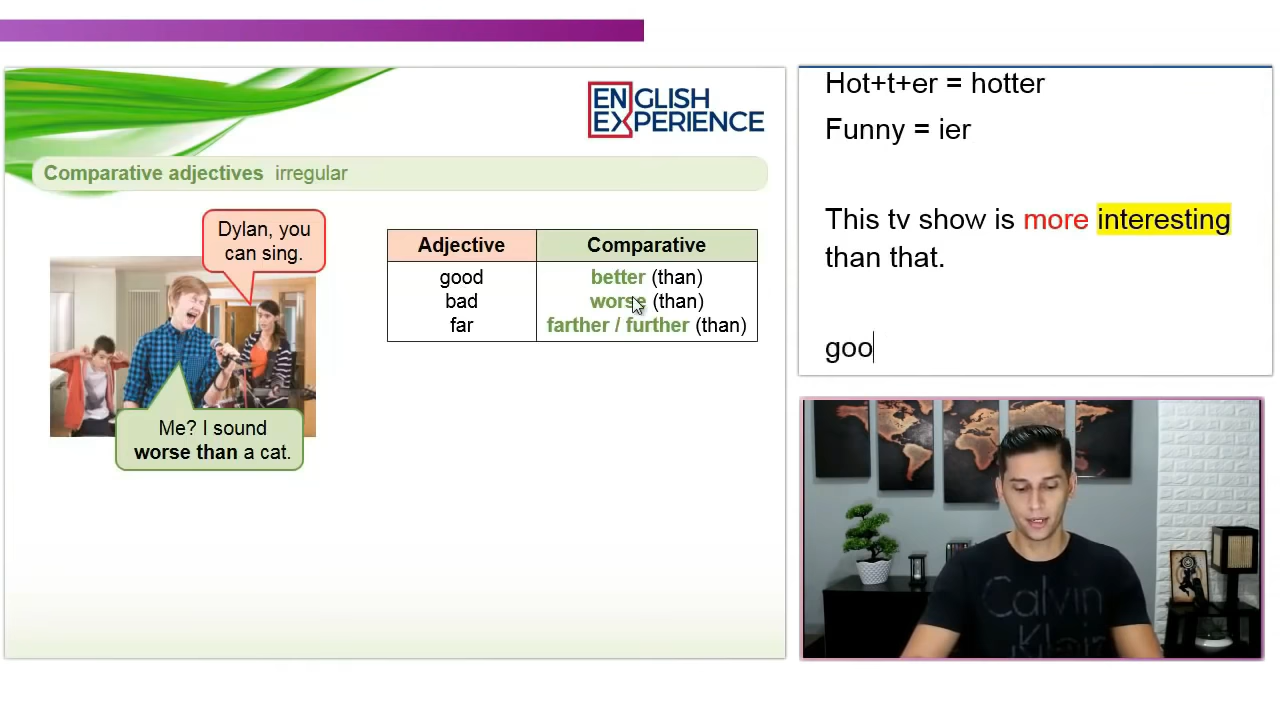 ENGLISH
EXPERIENCE
Comparative adjectives irregular
Dylan, you
can sing.
Me? I sound
worse than a cat.
Adjective Comparative
good better (than)
bad worse (than)
far farther / further (than)
Hot+t+er = hotter
Funny = ier
This tv show is more interesting
than that.
goo
Calvin
Klein